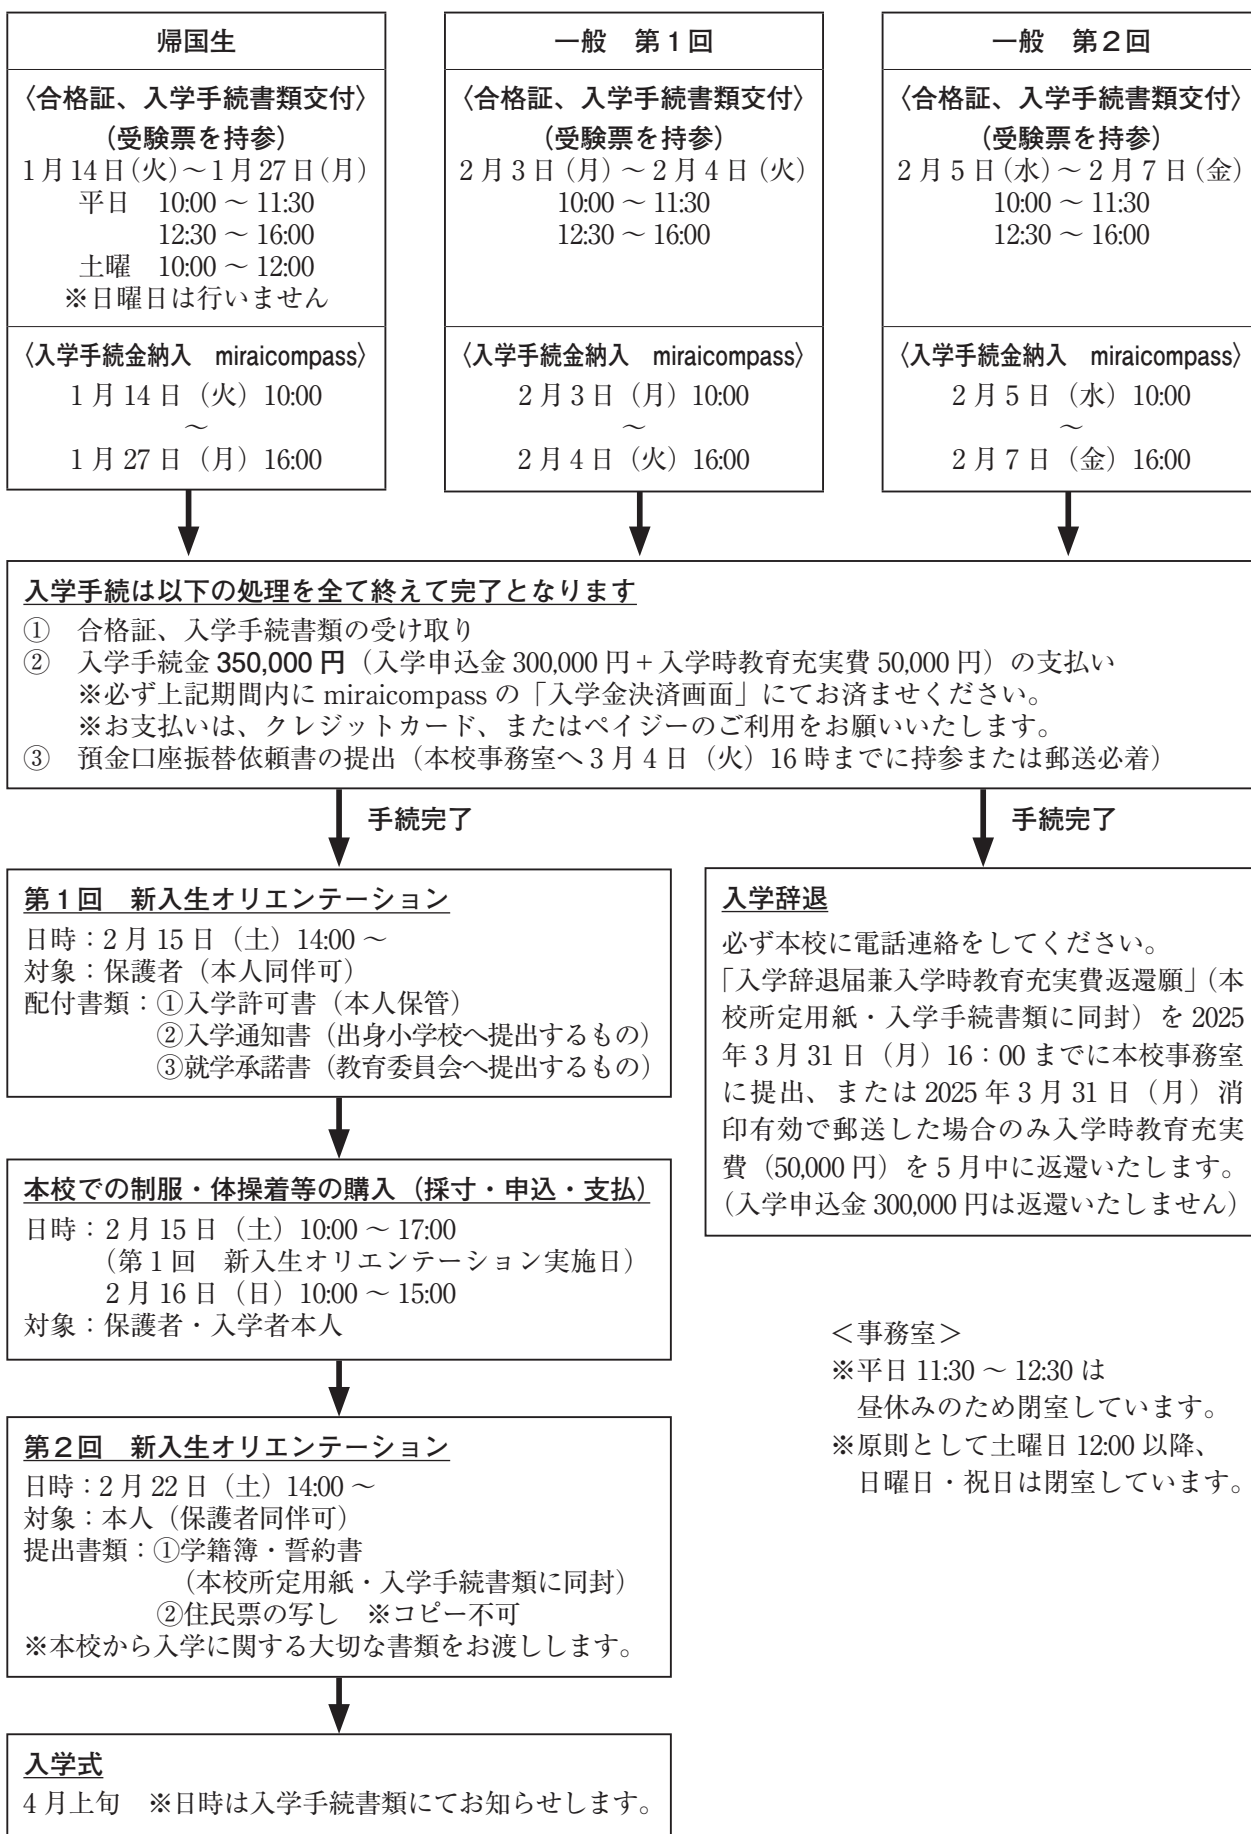 帰国生
〈合格証、入学手続書類交付〉
(受験票を持参)
1月14日(火)～1月27日(月)
平日　10:00 ～ 11:30
12:30 ～ 16:00
土曜　10:00 ～ 12:00
※日曜日は行いません
〈入学手続金納入　miraicompass〉
1月14日（火）10:00
～
1月27日（月）16:00
一般　第１回
〈合格証、入学手続書類交付〉
(受験票を持参)
2月3日(月)～2月4日(火)
10:00 ～ 11:30
12:30 ～ 16:00
〈入学手続金納入　miraicompass〉
2月3日（月）10:00
～
2月4日（火）16:00
一般　第２回
〈合格証、入学手続書類交付〉
(受験票を持参)
2月5日(水)～2月7日(金)
10:00 ～ 11:30
12:30 ～ 16:00
〈入学手続金納入　miraicompass〉
2月5日（水）10:00
～
2月7日（金）16:00
入学手続は以下の処理を全て終えて完了となります
①　合格証、入学手続書類の受け取り
②　入学手続金 350,000 円（入学申込金 300,000 円 + 入学時教育充実費 50,000 円）の支払い
※必ず上記期間内に miraicompass の「入学金決済画面」にてお済ませください。
※お支払いは、クレジットカード、またはペイジーのご利用をお願いいたします。
③　預金口座振替依頼書の提出（本校事務室へ3月4日（火）16時までに持参または郵送必着）
手続完了
手続完了
第１回　新入生オリエンテーション
日時：2月15日（土）14:00 ～
対象：保護者（本人同伴可）
配付書類：①入学許可書（本人保管）
②入学通知書（出身小学校へ提出するもの）
③就学承諾書（教育委員会へ提出するもの）
本校での制服・体操着等の購入（採寸・申込・支払）
日時：2月15日（土）10:00 ～ 17:00
（第1回　新入生オリエンテーション実施日）
2月16日（日）10:00 ～ 15:00
対象：保護者・入学者本人
第２回　新入生オリエンテーション
日時：2月22日（土）14:00 ～
対象：本人（保護者同伴可）
提出書類：①学籍簿・誓約書
（本校所定用紙・入学手続書類に同封）
②住民票の写し　※コピー不可
※本校から入学に関する大切な書類をお渡しします。
入学式
4月上旬　※日時は入学手続書類にてお知らせします。
入学辞退
必ず本校に電話連絡をしてください。
「入学辞退届兼入学時教育充実費返還願」（本
校所定用紙・入学手続書類に同封）を2025
年3月31日（月）16：00までに本校事務室
に提出、または2025年3月31日（月）消
印有効で郵送した場合のみ入学時教育充実
費（50,000円）を5月中に返還いたします。
（入学申込金300,000円は返還いたしません）
＜事務室＞
※平日 11:30 ～ 12:30 は
昼休みのため閉室しています。
※原則として土曜日 12:00 以降、
日曜日・祝日は閉室しています。